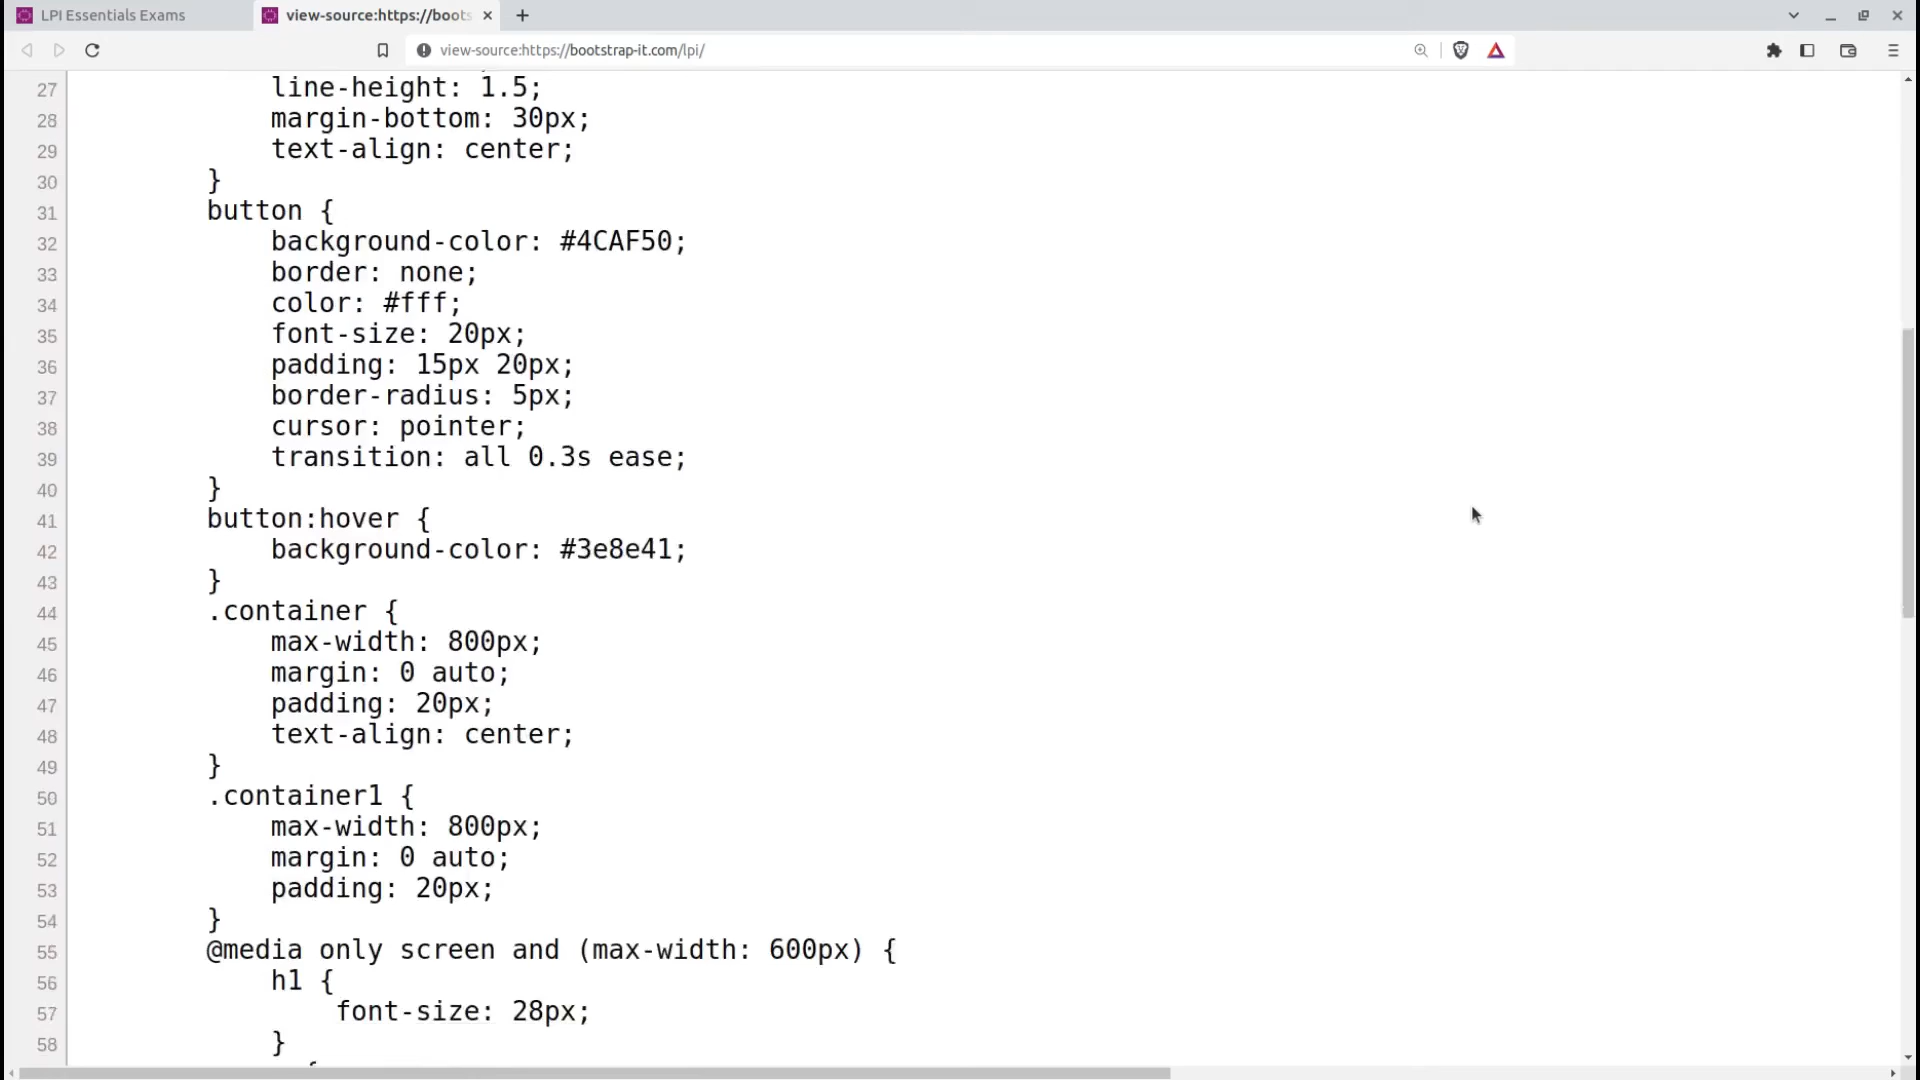 LPI Essentials Exams
view-source:https://boots
view-source:https://bootstrap-it.com/lpi/
27 line-height: 1.5;
28 margin-bottom: 30px;
29 text-align: center;
30 }
31 button {
32 background-color: #4CAF50;
33 border: none;
34 color: #fff;
35 font-size: 20px;
36 padding: 15px 20px;
37 border-radius: 5px;
38 cursor: pointer;
39 transition: all 0.3s ease;
40 }
41 button:hover {
42 background-color: #3e8e41;
43 }
44 .container {
45 max-width: 800px;
46 margin: 0 auto;
47 padding: 20px;
48 text-align: center;
49 }
50 .container1 {
51 max-width: 800px;
52 margin: 0 auto;
53 padding: 20px;
54 }
55 @media only screen and (max-width: 600px) {
56 h1 {
57 font-size: 28px;
58 }